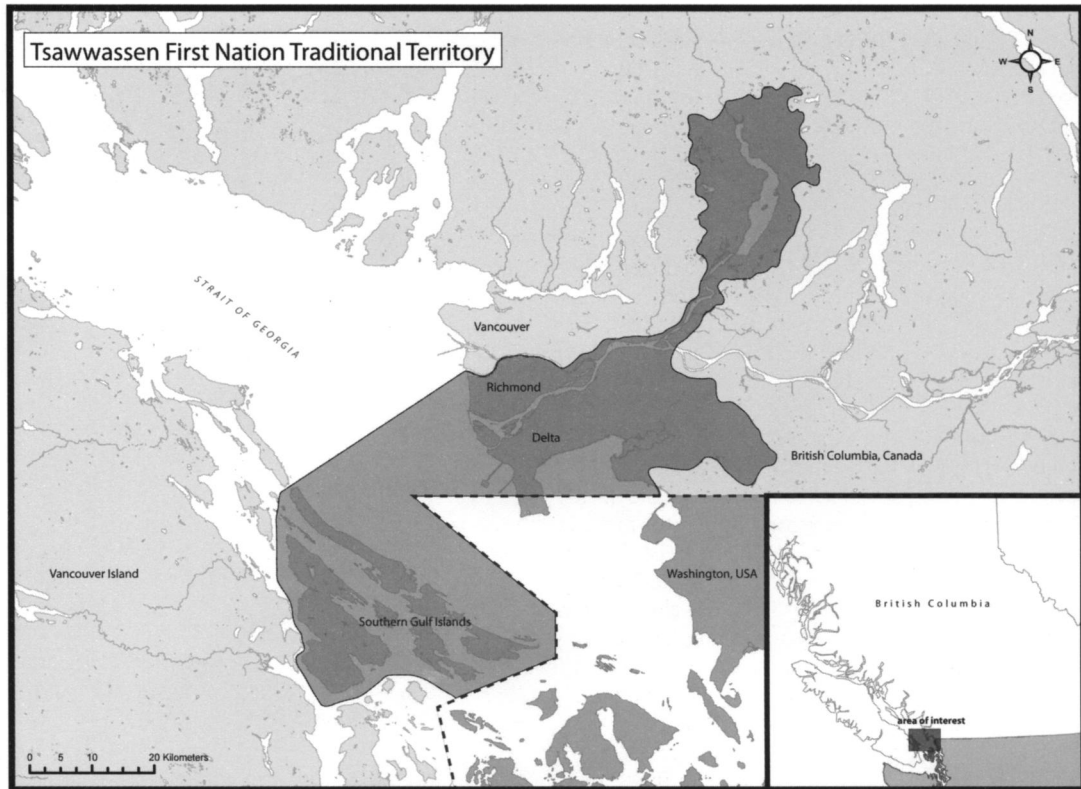 Tsawwassen First Nation Traditional Territory
N
W E
S
STRAIT OF GEORGIA
Vancouver
Richmond
Delta
British Columbia, Canada
Vancouver Island
Washington, USA
Southern Gulf Islands
British Columbia
area of interest
0 5 10 20 Kilometers